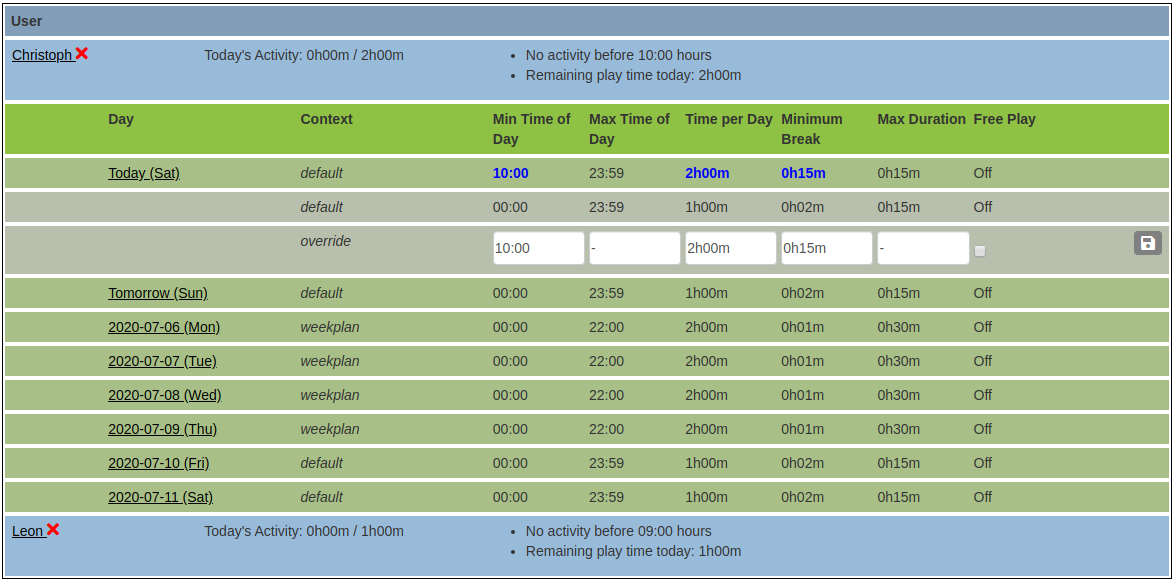 User
Christoph Today's Activity: 0h00m / 2h00m • No activity before 10:00 hours
• Remaining play time today: 2h00m
Day Context Min Time of Day Max Time of Day Time per Day Minimum Break Max Duration Free Play
Today (Sat) default 10:00 23:59 2h00m 0h15m 0h15m Off
default 00:00 23:59 1h00m 0h02m 0h15m Off
override 10:00 - 2h00m 0h15m -
Tomorrow (Sun) default 00:00 23:59 1h00m 0h02m 0h15m Off
2020-07-06 (Mon) weekplan 00:00 22:00 2h00m 0h01m 0h30m Off
2020-07-07 (Tue) weekplan 00:00 22:00 2h00m 0h01m 0h30m Off
2020-07-08 (Wed) weekplan 00:00 22:00 2h00m 0h01m 0h30m Off
2020-07-09 (Thu) weekplan 00:00 22:00 2h00m 0h01m 0h30m Off
2020-07-10 (Fri) default 00:00 23:59 1h00m 0h02m 0h15m Off
2020-07-11 (Sat) default 00:00 23:59 1h00m 0h02m 0h15m Off
Leon Today's Activity: 0h00m / 1h00m • No activity before 09:00 hours
• Remaining play time today: 1h00m